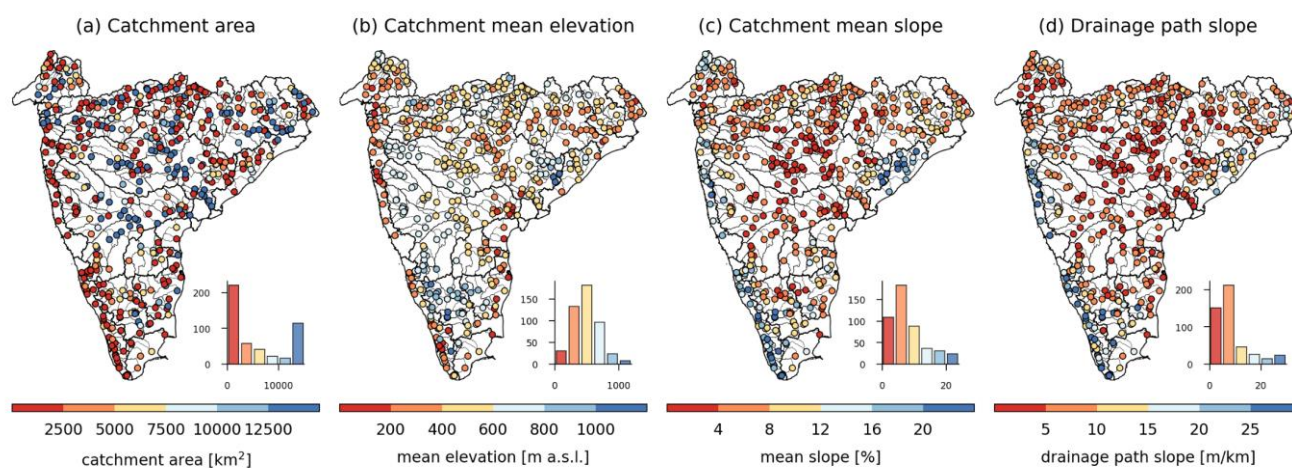 (a) Catchment area
(b) Catchment mean elevation
(c) Catchment mean slope
(d) Drainage path slope
200
100
0
0 10000
150
100
50
0
0 1000
150
100
50
0
0 20
200
100
0
0 20
2500 5000 7500 10000 12500
catchment area [km²]
200 400 600 800 1000
mean elevation [m a.s.l.]
4 8 12 16 20
mean slope [%]
5 10 15 20 25
drainage path slope [m/km]